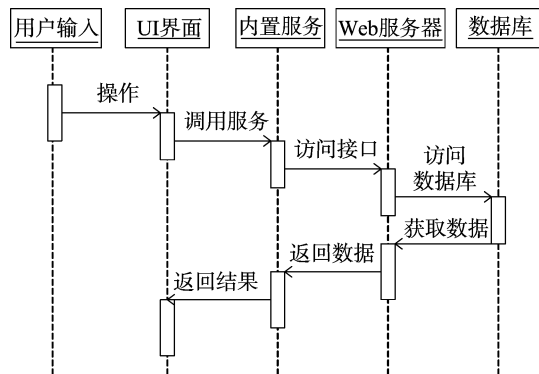 用户输入
UI界面
内置服务
Web服务器
数据库
操作
调用服务
访问接口
访问
数据库
获取数据
返回数据
返回结果